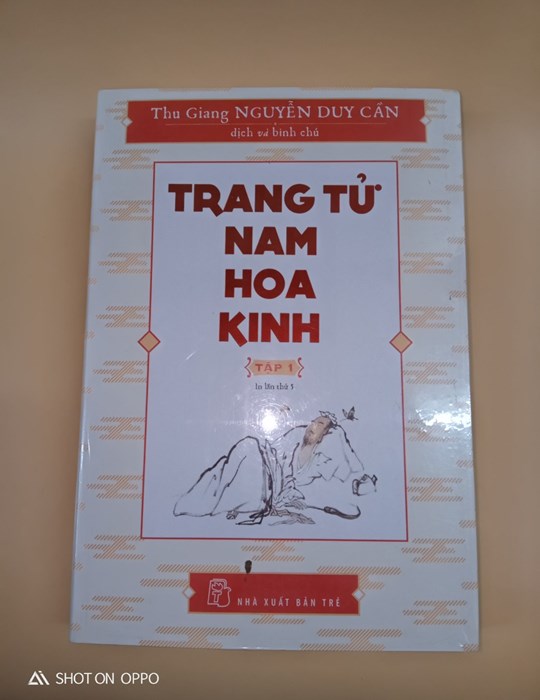 Thu Giang NGUYỄN DUY CẦN
dịch và bình chú
TRANG TỬ
NAM
HOA
KINH
TẬP 1
In lần thứ 5
NHÀ XUẤT BẢN TRẺ
SHOT ON OPPO